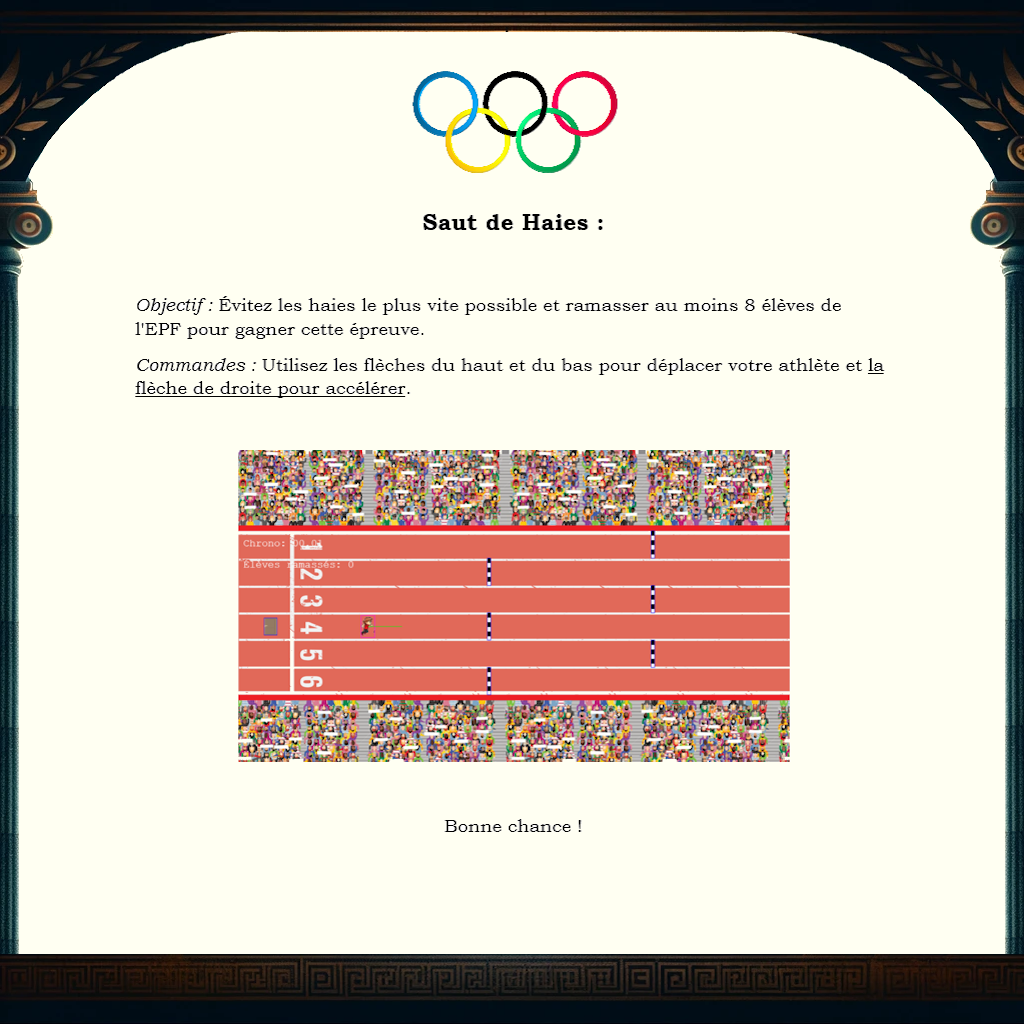 Saut de Haies :
Objectif : Évitez les haies le plus vite possible et ramasser au moins 8 élèves de
l'EPF pour gagner cette épreuve.
Commandes : Utilisez les flèches du haut et du bas pour déplacer votre athlète et la
flèche de droite pour accélérer.
Chrono: 00.01
1
Élèves ramassés: 0
2
3
4
5
6
Bonne chance !